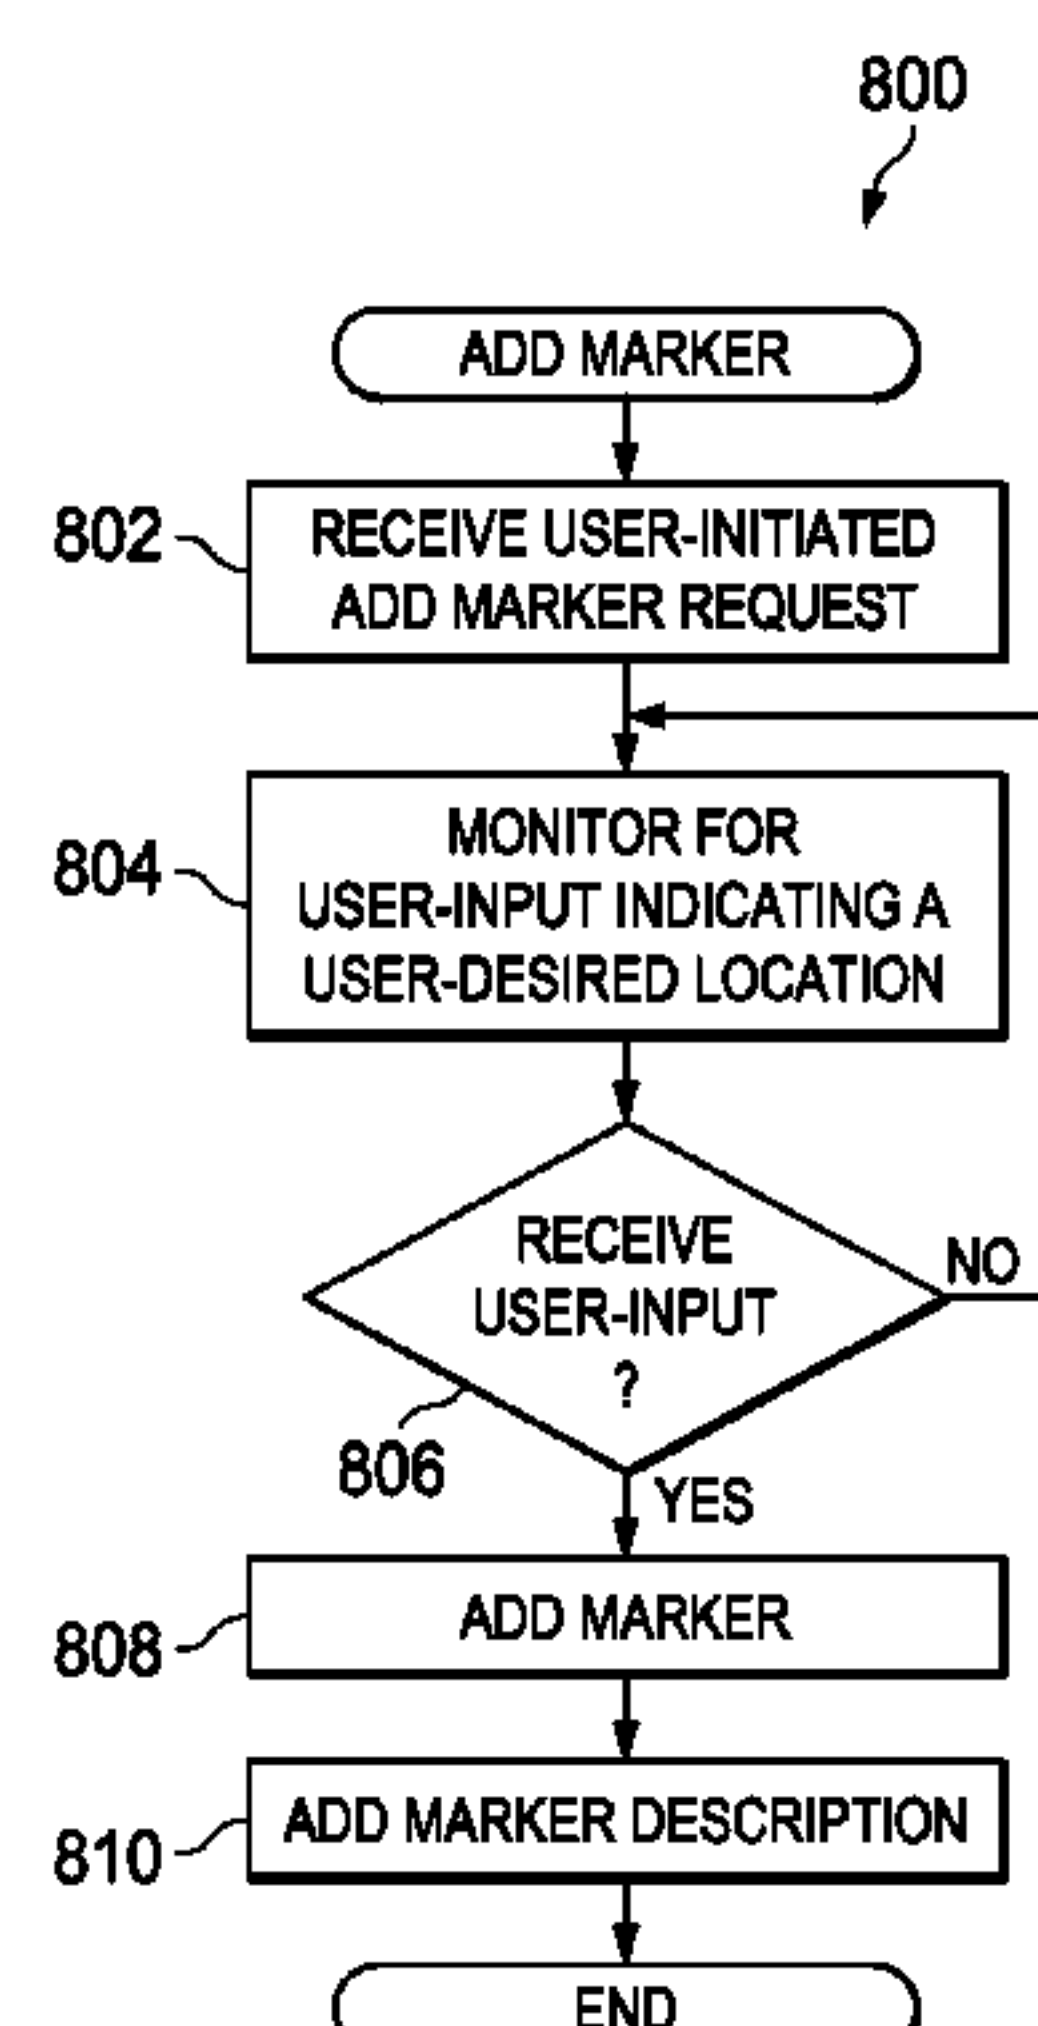 800
ADD MARKER
802
RECEIVE USER-INITIATED
ADD MARKER REQUEST
804
MONITOR FOR
USER-INPUT INDICATING A
USER-DESIRED LOCATION
RECEIVE
USER-INPUT
?
NO
806
YES
808
ADD MARKER
810
ADD MARKER DESCRIPTION
END